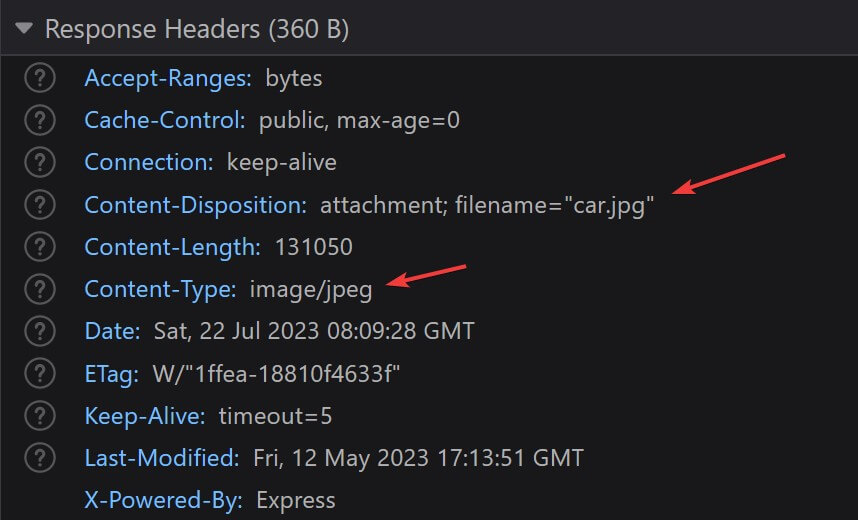 Response Headers (360 B)
Accept-Ranges: bytes
Cache-Control: public, max-age=0
Connection: keep-alive
Content-Disposition: attachment; filename="car.jpg"
Content-Length: 131050
Content-Type: image/jpeg
Date: Sat, 22 Jul 2023 08:09:28 GMT
ETag: W/"1ffea-18810f4633f"
Keep-Alive: timeout=5
Last-Modified: Fri, 12 May 2023 17:13:51 GMT
X-Powered-By: Express